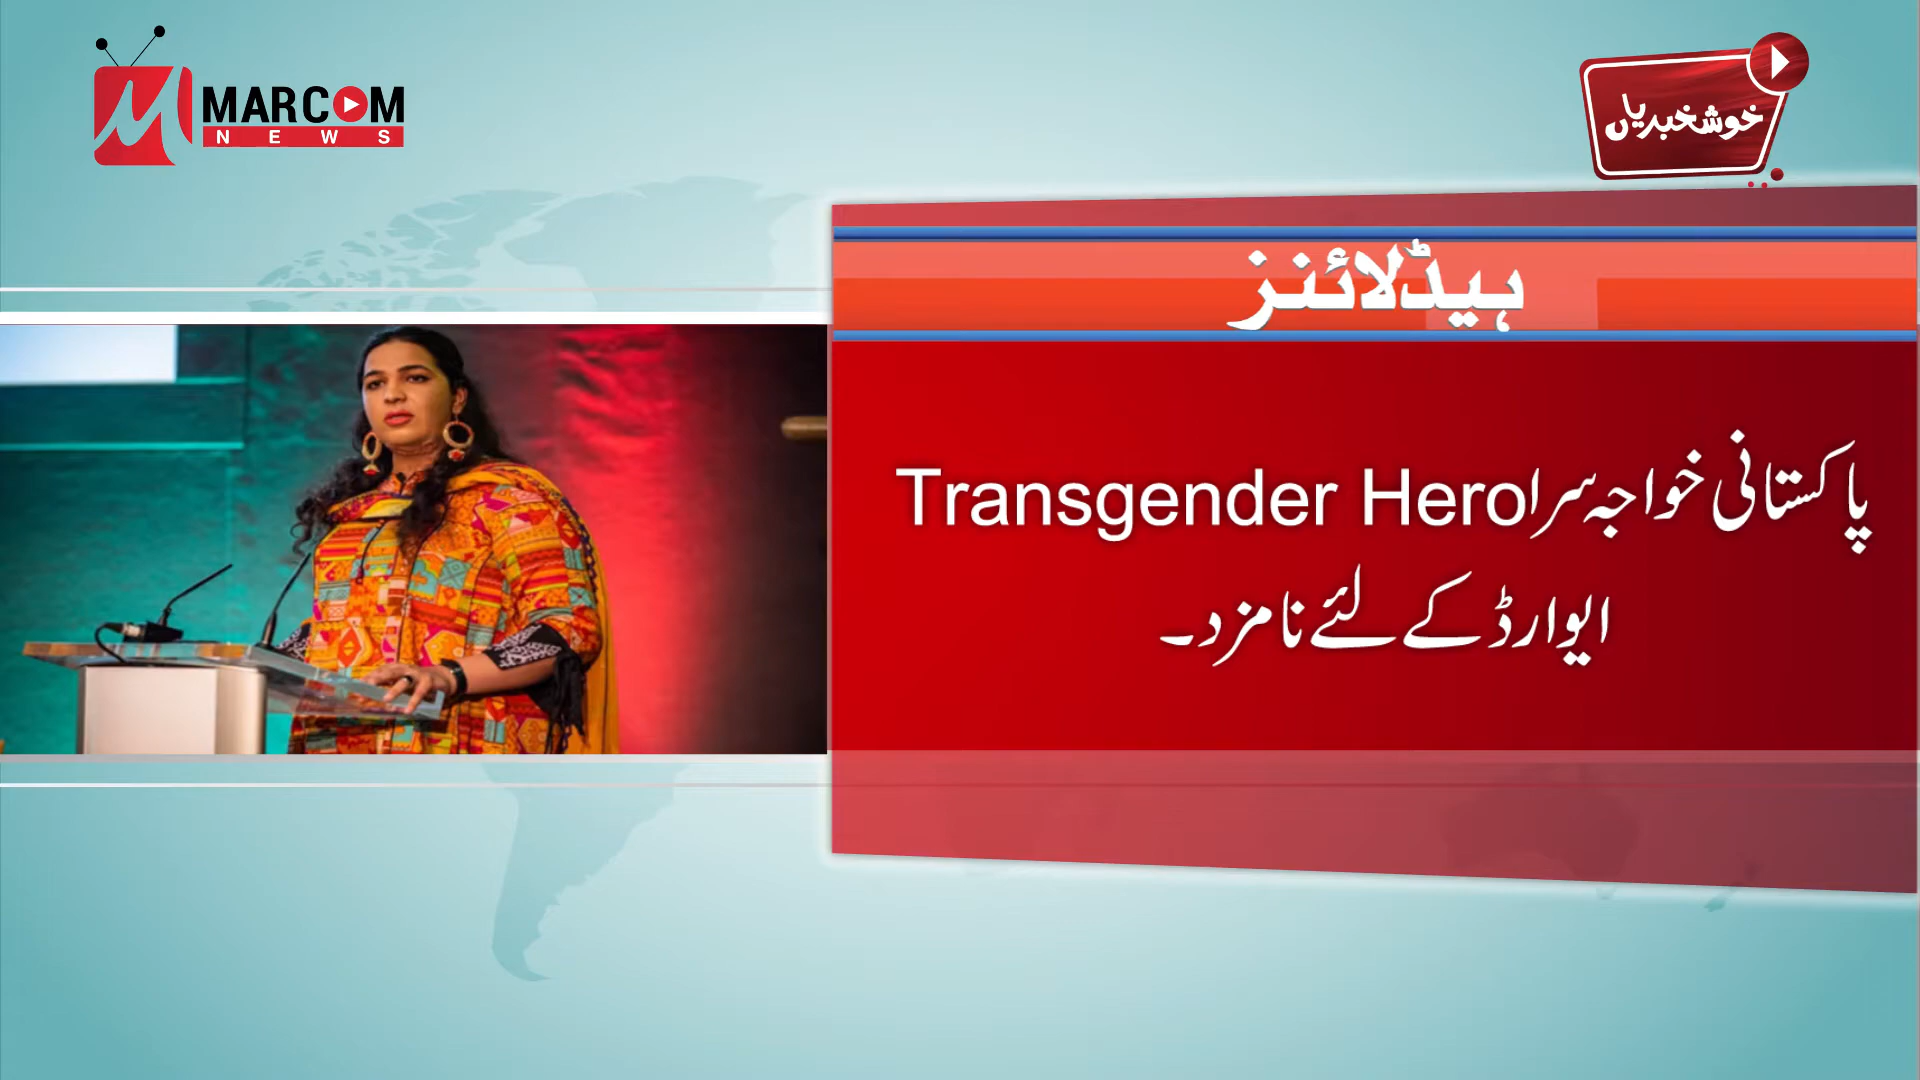 MARCOM
NEWS
خوشخبریاں
ہیڈلائنز
پاکستانی خواجہ سرا Transgender Hero
ایوارڈ کے لئے نامزد۔